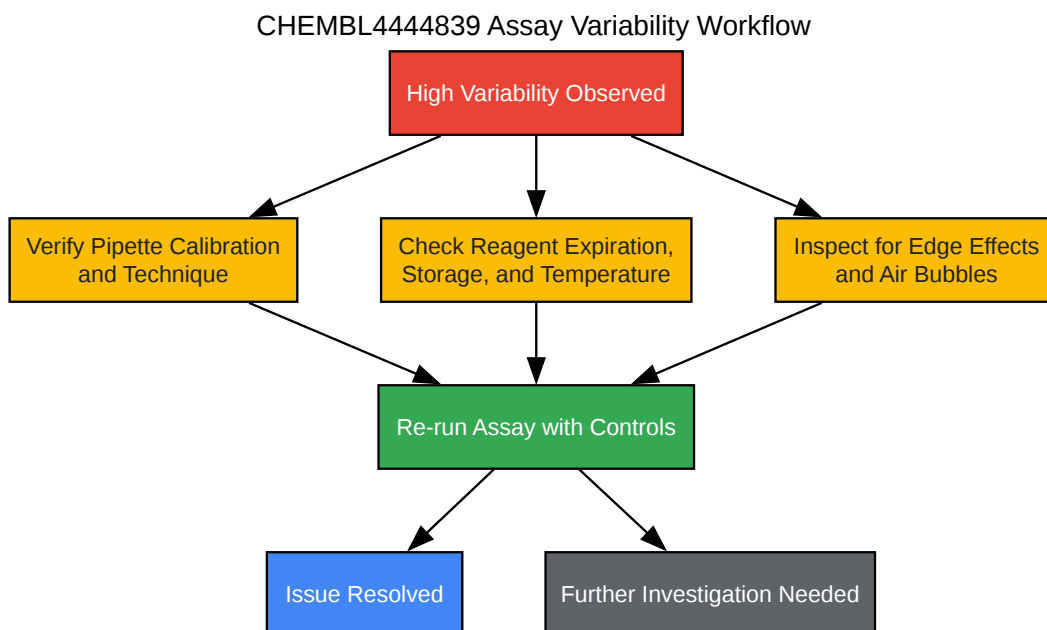 CHEMBL4444839 Assay Variability Workflow
High Variability Observed
Verify Pipette Calibration
and Technique
Check Reagent Expiration,
Storage, and Temperature
Inspect for Edge Effects
and Air Bubbles
Re-run Assay with Controls
Issue Resolved
Further Investigation Needed